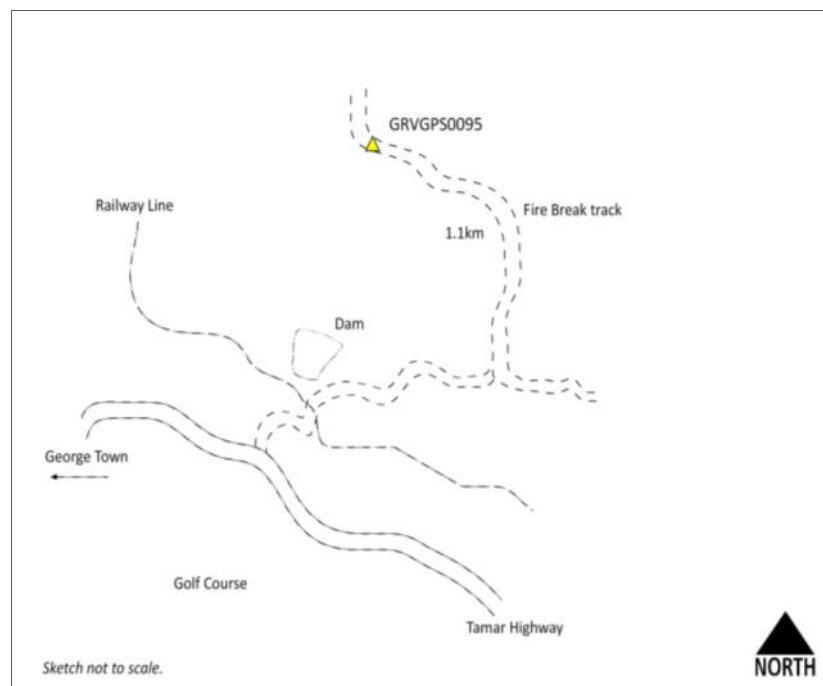 GRVGPS0095
Railway Line
Fire Break track
1.1km
Dam
George Town
Golf Course
Tamar Highway
Sketch not to scale.
NORTH